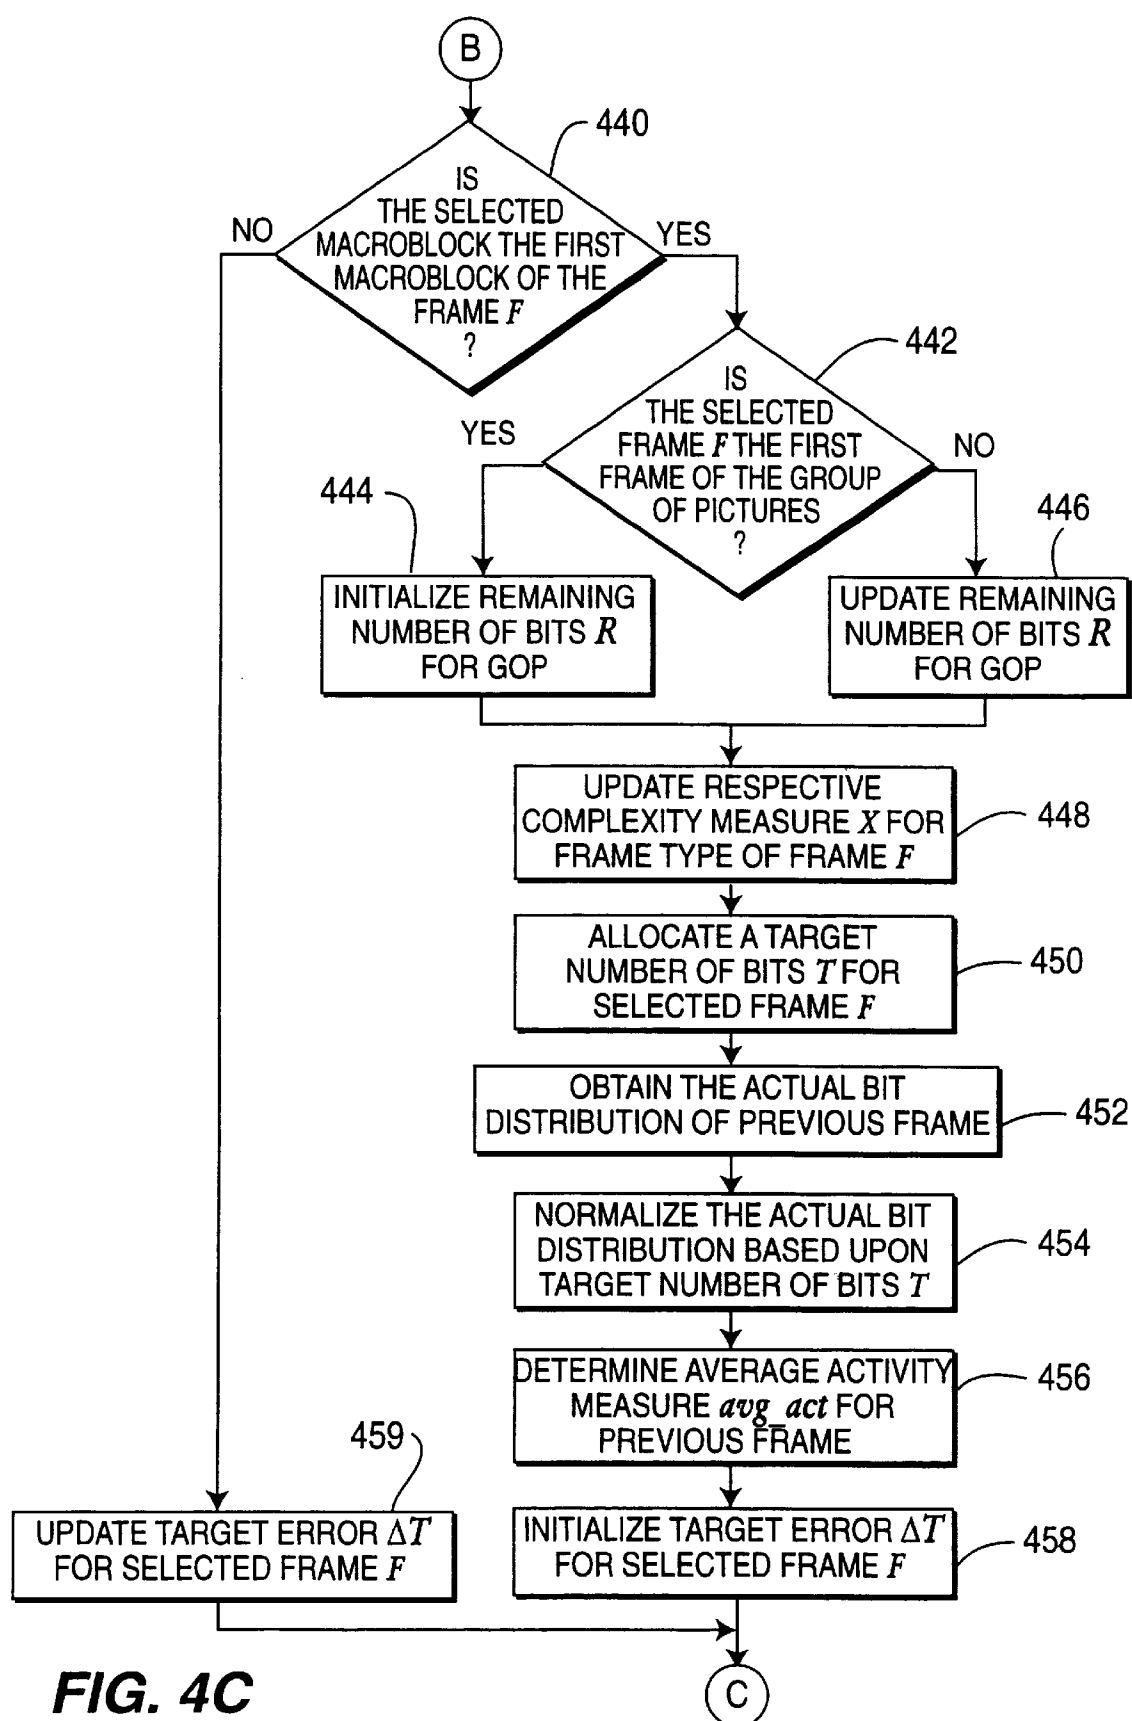 B
440
IS
THE SELECTED
MACROBLOCK THE FIRST
MACROBLOCK OF THE
FRAME F
?
NO
YES
442
IS
THE SELECTED
FRAME F THE FIRST
FRAME OF THE GROUP
OF PICTURES
?
YES
NO
444
INITIALIZE REMAINING
NUMBER OF BITS R
FOR GOP
446
UPDATE REMAINING
NUMBER OF BITS R
FOR GOP
UPDATE RESPECTIVE
COMPLEXITY MEASURE X FOR
FRAME TYPE OF FRAME F
448
ALLOCATE A TARGET
NUMBER OF BITS T FOR
SELECTED FRAME F
450
OBTAIN THE ACTUAL BIT
DISTRIBUTION OF PREVIOUS FRAME
452
NORMALIZE THE ACTUAL BIT
DISTRIBUTION BASED UPON
TARGET NUMBER OF BITS T
454
DETERMINE AVERAGE ACTIVITY
MEASURE avg_act FOR
PREVIOUS FRAME
456
459
UPDATE TARGET ERROR ΔT
FOR SELECTED FRAME F
INITIALIZE TARGET ERROR ΔT
FOR SELECTED FRAME F
458
C
FIG. 4C